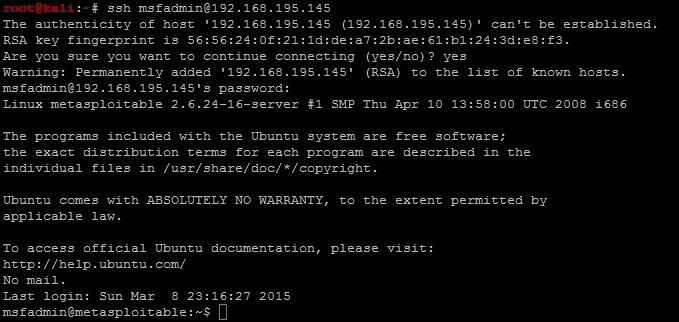 root@kali:~# ssh msfadmin@192.168.195.145
The authenticity of host '192.168.195.145 (192.168.195.145)' can't be established.
RSA key fingerprint is 56:56:24:0f:21:1d:de:a7:2b:ae:61:b1:24:3d:e8:f3.
Are you sure you want to continue connecting (yes/no)? yes
Warning: Permanently added '192.168.195.145' (RSA) to the list of known hosts.
msfadmin@192.168.195.145's password:
Linux metasploitable 2.6.24-16-server #1 SMP Thu Apr 10 13:58:00 UTC 2008 i686
The programs included with the Ubuntu system are free software;
the exact distribution terms for each program are described in the
individual files in /usr/share/doc/*/copyright.
Ubuntu comes with ABSOLUTELY NO WARRANTY, to the extent permitted by
applicable law.
To access official Ubuntu documentation, please visit:
http://help.ubuntu.com/
No mail.
Last login: Sun Mar  8 23:16:27 2015
msfadmin@metasploitable:~$